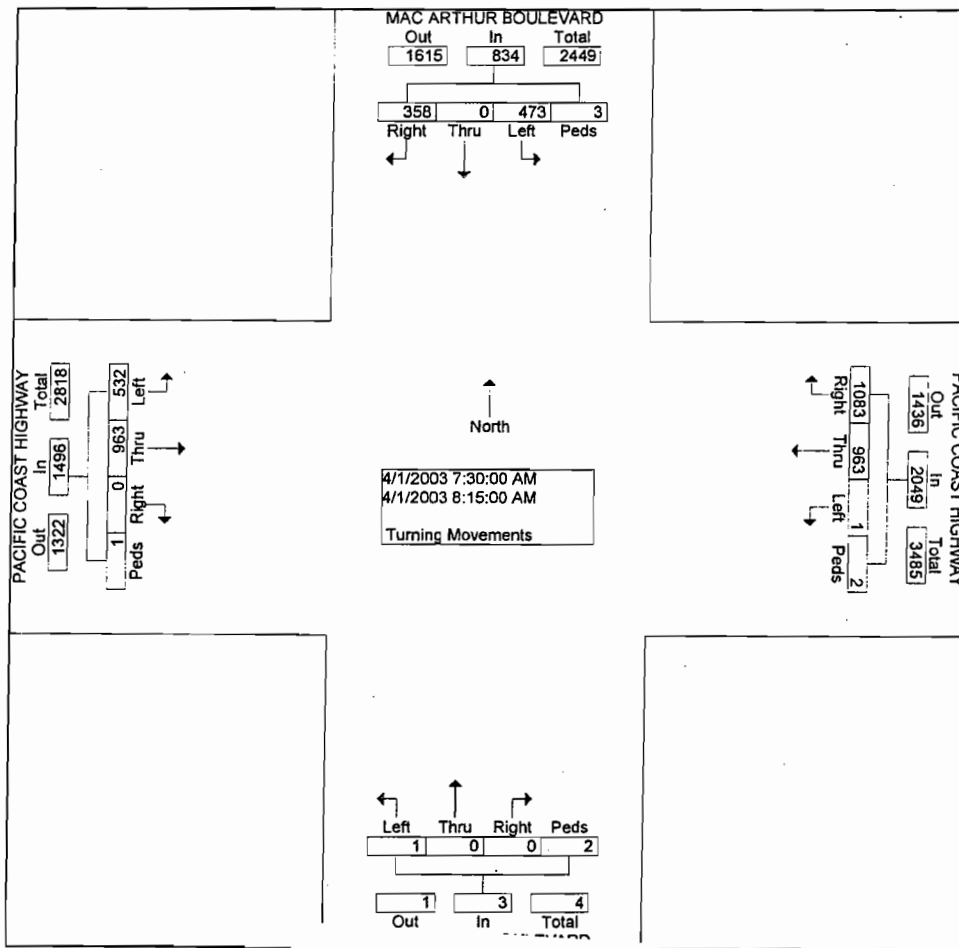 MAC ARTHUR BOULEVARD
Out In Total
1615 834 2449
358 0 473 3
Right Thru Left Peds
PACIFIC COAST HIGHWAY
Total In Out
2818 1496 1322
532 963 0 1
Left Thru Right Peds
North
4/1/2003 7:30:00 AM
4/1/2003 8:15:00 AM
Turning Movements
Right Thru Left Peds
1083 963 1 2
1436 2049 3485
Out In Total
PACIFIC COAST HIGHWAY
Left Thru Right Peds
1 0 0 2
1 3 4
Out In Total